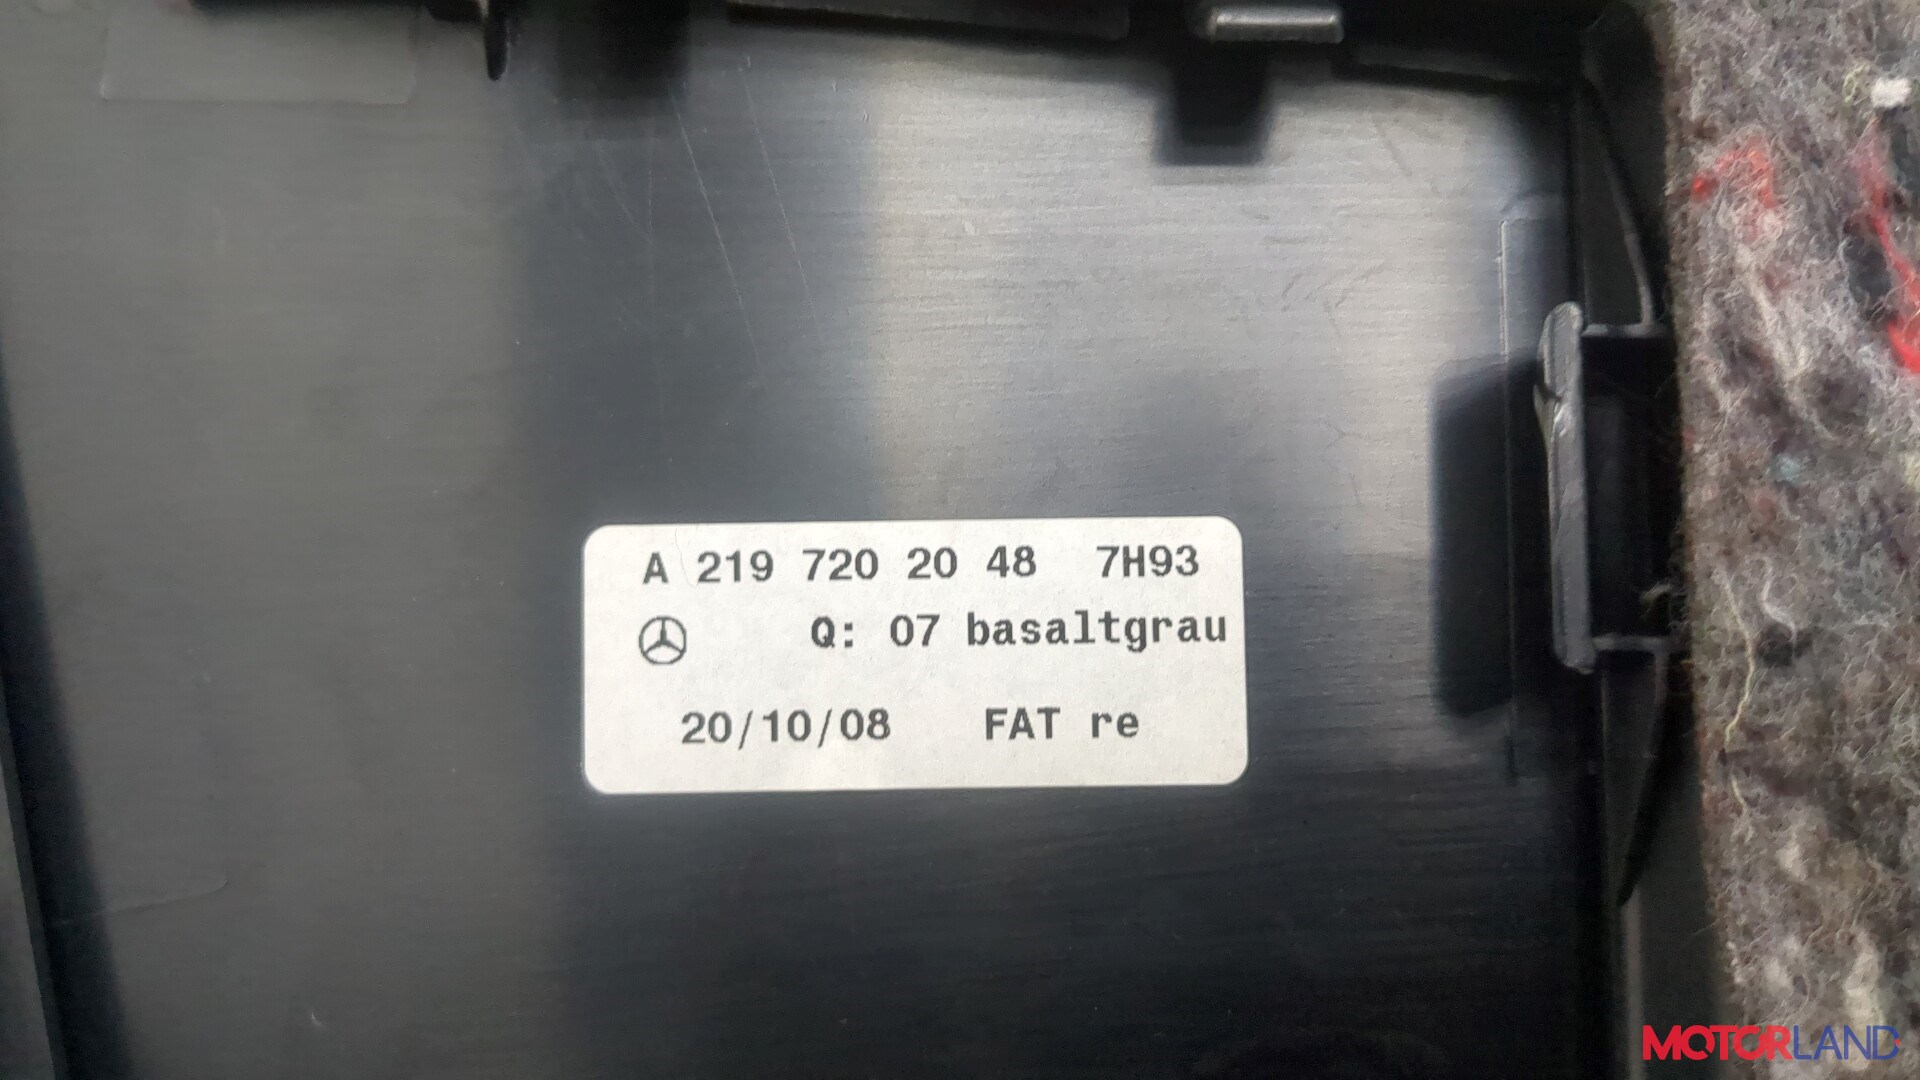 A 219 720 20 48 7H93
Q: 07 basaltgrau
20/10/08 FAT re
MOTORLAND